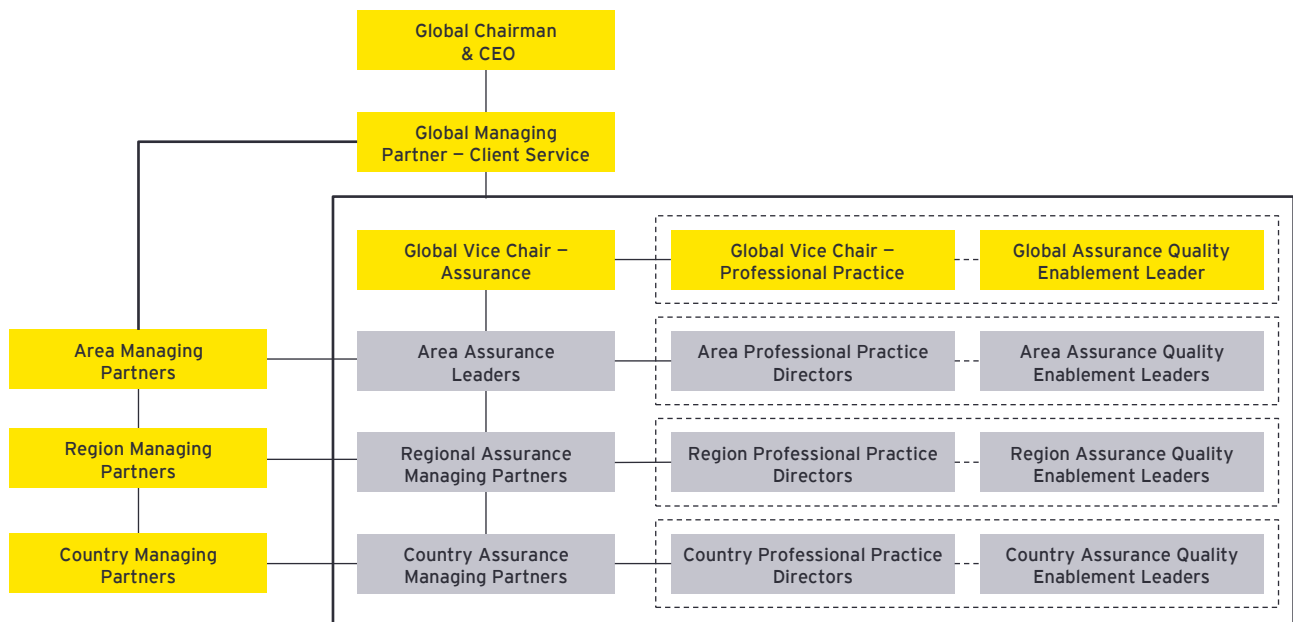 Global Chairman
& CEO
Global Managing
Partner – Client Service
Global Vice Chair –
Assurance
Global Vice Chair –
Professional Practice
Global Assurance Quality
Enablement Leader
Area Managing
Partners
Area Assurance
Leaders
Area Professional Practice
Directors
Area Assurance Quality
Enablement Leaders
Region Managing
Partners
Regional Assurance
Managing Partners
Region Professional Practice
Directors
Region Assurance Quality
Enablement Leaders
Country Managing
Partners
Country Assurance
Managing Partners
Country Professional Practice
Directors
Country Assurance Quality
Enablement Leaders